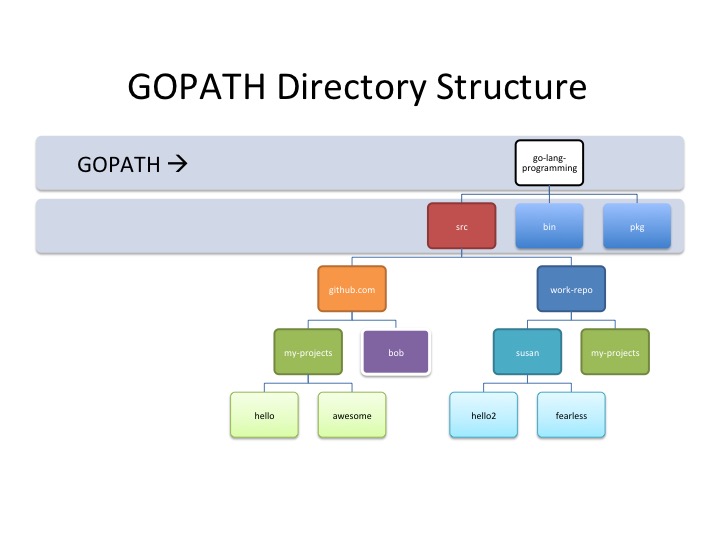 GOPATH Directory Structure
GOPATH →
go-lang-
programming
src
bin
pkg
github.com
work-repo
my-projects
bob
susan
my-projects
hello
awesome
hello2
fearless